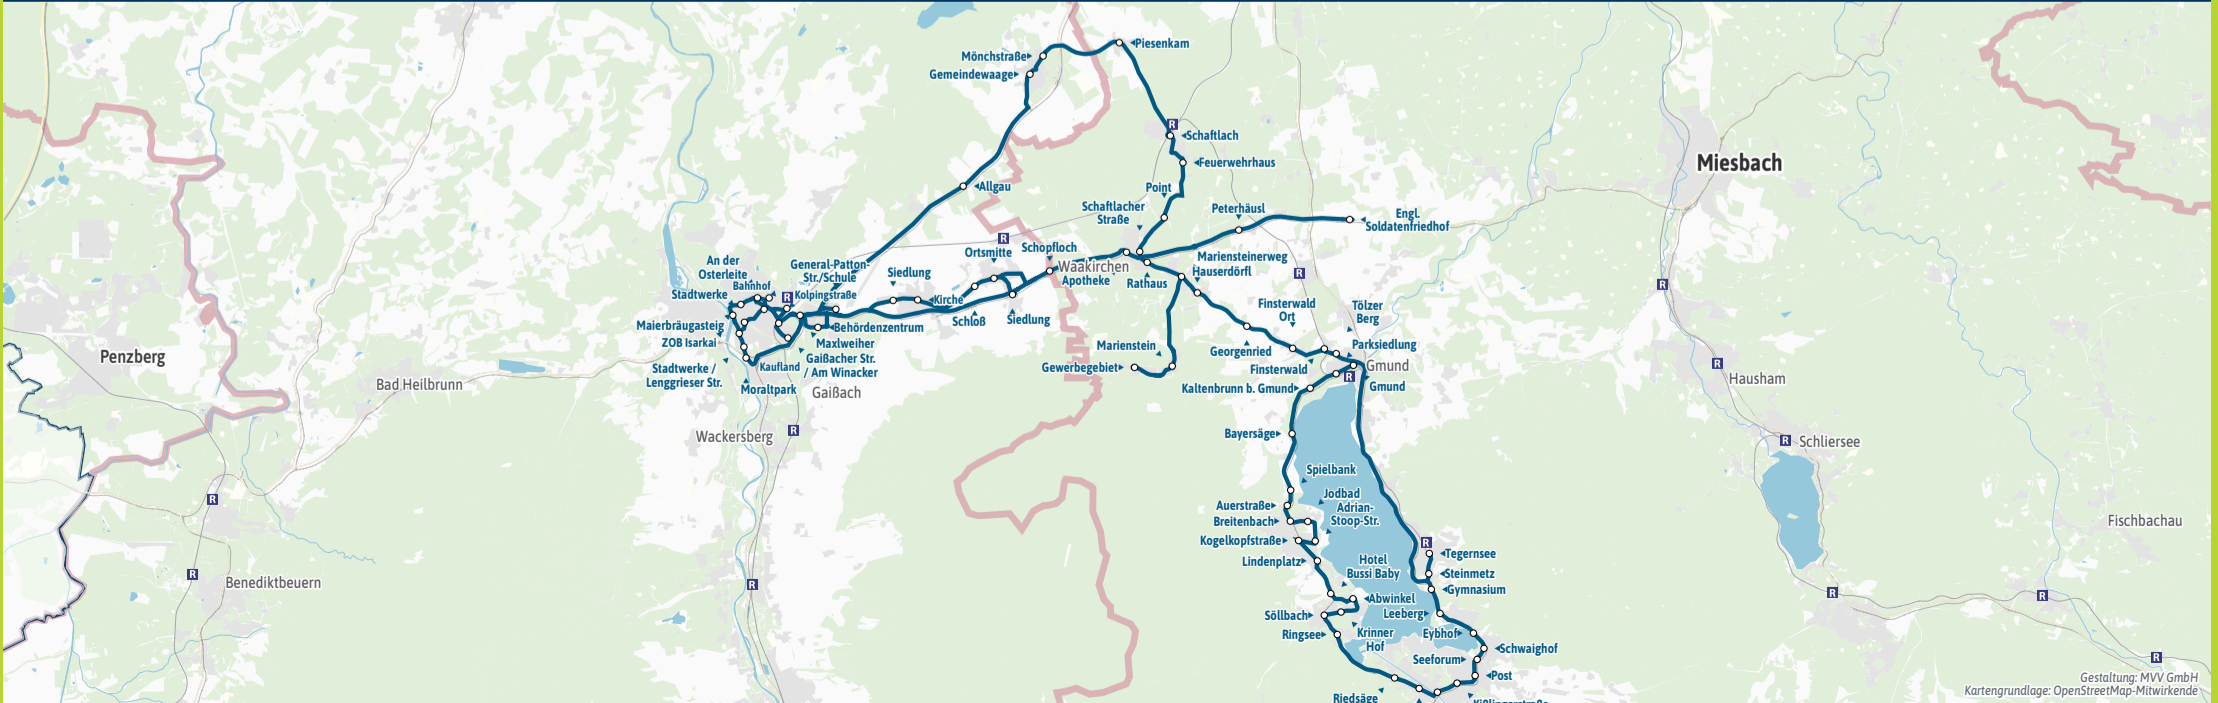 Piesenkam
Mönchstraße
Gemeindewaage
R
Schaftlach
Feuerwehrhaus
Miesbach
Allgau
Point
Schaftlacher
Straße
Peterhäusl
Engl.
Soldatenfriedhof
R
Schopfloch
Ortsmitte
Waakirchen
Apotheke
Rathaus
Mariensteinerweg
Hauserdörfl
R
An der
Osterleite
Bahnhof
Stadtwerke
General-Patton-
Str./Schule
Kolpingstraße
R
Siedlung
Kirche
Schloß
Siedlung
R
Maierbräugasteig
ZOB Isarkai
Behördenzentrum
Maxlweiher
Gaißacher Str.
/ Am Winacker
Kaufland
Stadtwerke /
Lenggrieser Str.
Moraltpark
Gaißach
Finsterwald
Ort
Tölzer
Berg
Parksiedlung
Georgenried
Finsterwald
Gmund
R
Gmund
Marienstein
Gewerbegebiet
Kaltenbrunn b. Gmund
Penzberg
Bad Heilbrunn
R
Hausham
Wackersberg
R
Bayersäge
R
Schliersee
Spielbank
Jodbad
Adrian-
Stoop-Str.
Auerstraße
Breitenbach
Kogelkopfstraße
Lindenplatz
R
Fischbachau
R
Tegernsee
Steinmetz
Gymnasium
Hotel
Bussi Baby
Abwinkel
Leeberg
R
Benediktbeuern
R
R
R
Söllbach
Ringsee
Krinner
Hof
Eybhof
Schwaighof
Seeforum
Post
R
Riedsäge
Kißlingerstraße
Gestaltung: MVV GmbH
Kartengrundlage: OpenStreetMap-Mitwirkende